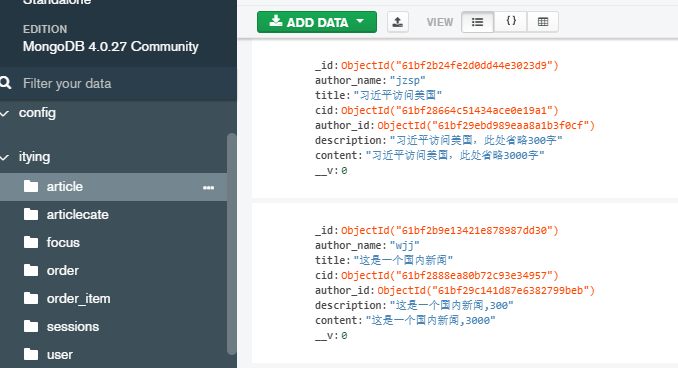 Standalone
EDITION
MongoDB 4.0.27 Community
Filter your data
config
itying
article
articlecate
focus
order
order_item
sessions
user
ADD DATA
VIEW
{}
_id:ObjectId("61bf2b24fe2d0dd44e3023d9")
author_name:"jzsp"
title:"习近平访问美国"
cid:ObjectId("61bf28664c51434ace0e19a1")
author_id:ObjectId("61bf29ebd989eaa8a1b3f0cf")
description:"习近平访问美国，此处省略300字"
content:"习近平访问美国，此处省略3000字"
__v:0
_id:ObjectId("61bf2b9e13421e878987dd30")
author_name:"wjj"
title:"这是一个国内新闻"
cid:ObjectId("61bf2888ea80b72c93e34957")
author_id:ObjectId("61bf29c141d87e6382799beb")
description:"这是一个国内新闻,300"
content:"这是一个国内新闻,3000"
__v:0